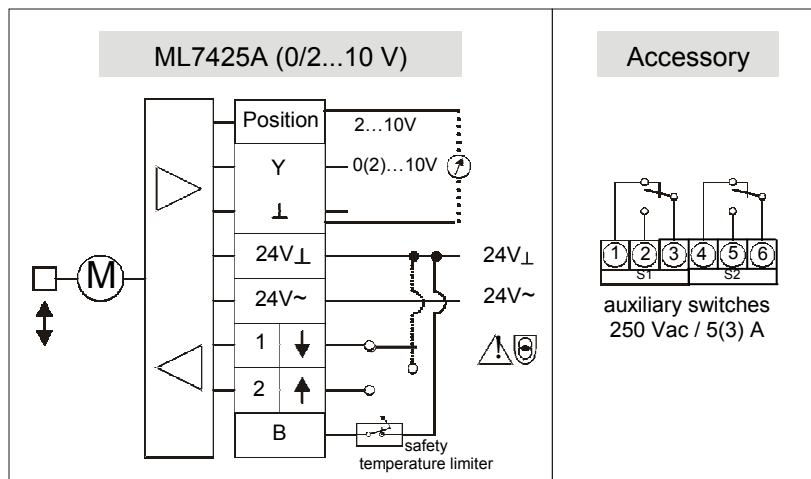 ML7425A (0/2...10 V)
Accessory
Position
2...10V
Y
0(2)...10V
⊥
24V⊥
24V⊥
24V~
24V~
1 ↓
2 ↑
B
M
safety
temperature limiter
1 2 3 4 5 6
S1 S2
auxiliary switches
250 Vac / 5(3) A